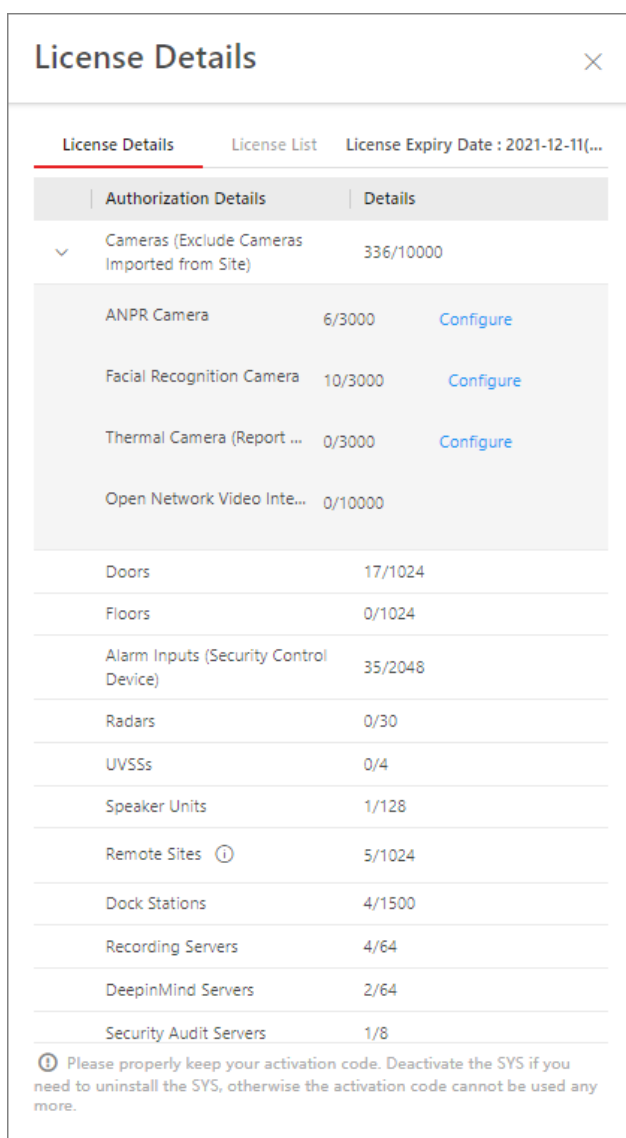 License Details
License Details License List License Expiry Date : 2021-12-11(...
Authorization Details Details
Cameras (Exclude Cameras
Imported from Site) 336/10000
ANPR Camera 6/3000 Configure
Facial Recognition Camera 10/3000 Configure
Thermal Camera (Report ... 0/3000 Configure
Open Network Video Inte... 0/10000
Doors 17/1024
Floors 0/1024
Alarm Inputs (Security Control
Device) 35/2048
Radars 0/30
UVSSs 0/4
Speaker Units 1/128
Remote Sites 5/1024
Dock Stations 4/1500
Recording Servers 4/64
DeepinMind Servers 2/64
Security Audit Servers 1/8
Please properly keep your activation code. Deactivate the SYS if you
need to uninstall the SYS, otherwise the activation code cannot be used any
more.